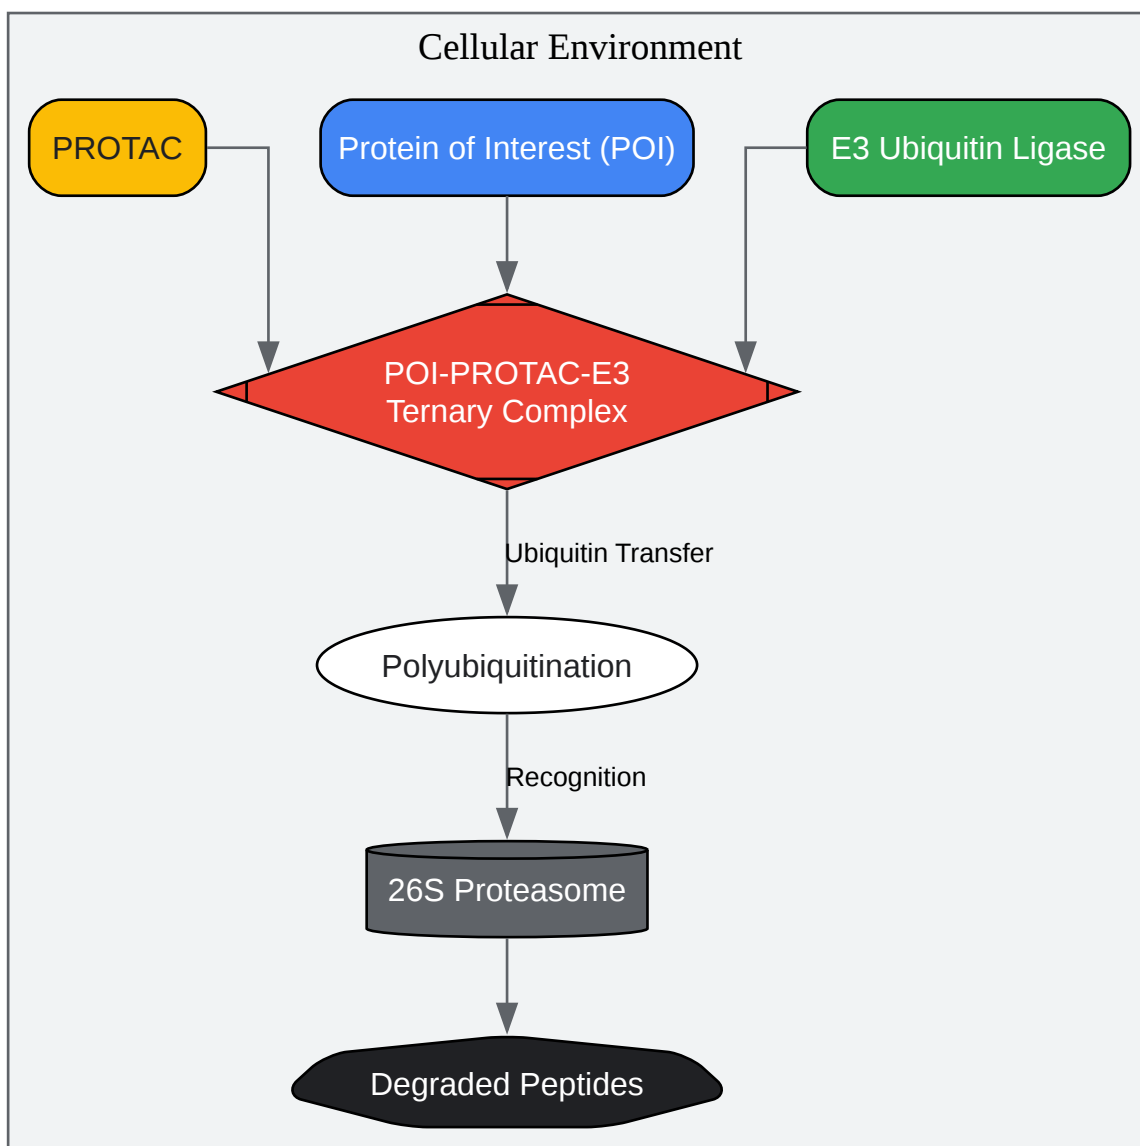 Cellular Environment
PROTAC
Protein of Interest (POI)
E3 Ubiquitin Ligase
POI-PROTAC-E3
Ternary Complex
Ubiquitin Transfer
Polyubiquitination
Recognition
26S Proteasome
Degraded Peptides